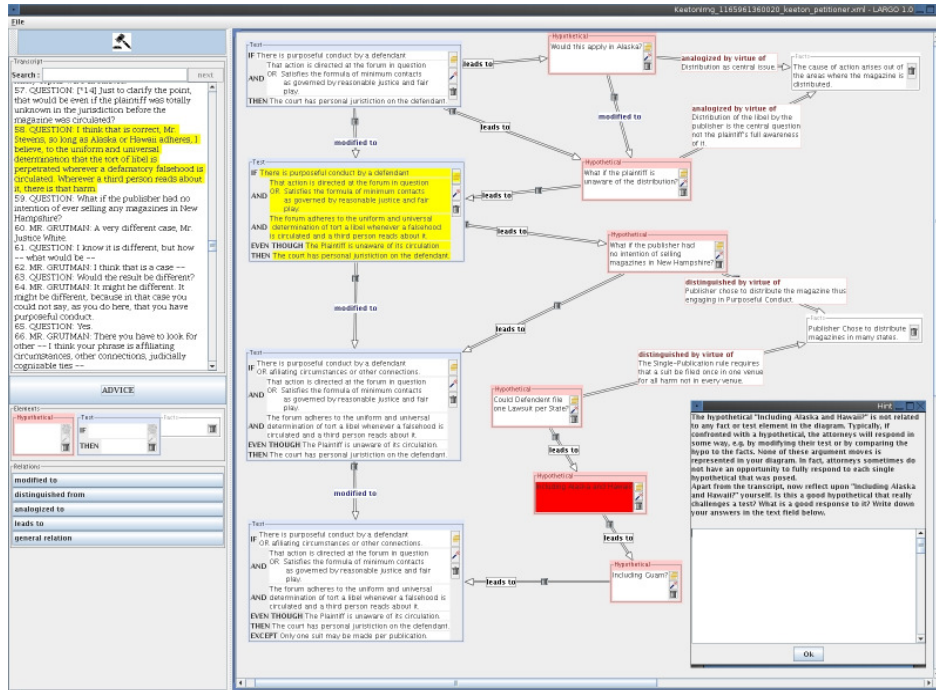 Keetonimg_1165961360020_keeton_petitioner.xml - LARGO 1.0
File
Transcript
Search :
next
57. QUESTION: [*14] Just to clarify the point,
that would be even if the plaintiff was totally
unknown in the jurisdiction before the
magazine was circulated?
58. QUESTION: I think that is correct, Mr.
Stevens, so long as Alaska or Hawaii adheres, I
believe, to the uniform and universal
determination that the tort of libel is
perpetrated wherever a defamatory falsehood is
circulated. Wherever a third person reads about
it, there is that harm.
59. QUESTION: What if the publisher had no
intention of ever selling any magazines in New
Hampshire?
60. MR. GRUTMAN: A very different case, Mr.
Justice White.
61. QUESTION: I know it is different, but how
-- what would be --
62. MR. GRUTMAN: I think that is a case --
63. QUESTION: Would the result be different?
64. MR. GRUTMAN: It might he different. It
might be different, because in that case you
could not say, as you do here, that you have
purposeful conduct.
65. QUESTION: Yes.
66. MR. GRUTMAN: There you have to look for
other -- I think your phrase is affiliating
circumstances, other connections, judicially
cognizable ties --
ADVICE
Elements
Hypothetical
Test
IF
THEN
Facts
Relations
modified to
distinguished from
analogized to
leads to
general relation
Test
IF There is purposeful conduct by a defendant
That action is directed at the forum in question
AND OR Satisfies the formula of minimum contacts
as governed by reasonable justice and fair
play.
THEN The court has personal juristiction on the defendant.
leads to
Hypothetical
Would this apply in Alaska?
analogized by virtue of
Distribution as central issue.
Facts
The cause of action arises out of
the areas where the magazine is
distributed.
analogized by virtue of
Distribution of the libel by the
publisher is the central question
not the plaintiff's full awareness
of it.
modified to
leads to
modified to
Hypothetical
What if the plaintiff is
unaware of the distribution?
leads to
Test
IF There is purposeful conduct by a defendant
That action is directed at the forum in question
AND OR Satisfies the formula of minimum contacts
as governed by reasonable justice and fair
play.
The forum adheres to the uniform and universal
AND determination of tort a libel whenever a falsehood
is circulated and a third person reads about it.
EVEN THOUGH The Plaintiff is unaware of its circulation
THEN The court has personal juristiction on the defendant.
leads to
Hypothetical
What if the publisher had
no intention of selling
magazines in New Hampshire?
distinguished by virtue of
Publisher chose to distribute the magazine thus
engaging in Purposeful Conduct.
modified to
leads to
Facts
Publisher Chose to distribute
magazines in many states.
distinguished by virtue of
The Single-Publication rule requires
that a suit be filed once in one venue
for all harm not in every venue.
Test
IF There is purposeful conduct by a defendant
OR afiliating circumstances or other connections.
That action is directed at the forum in question
AND OR Satisfies the formula of minimum contacts
as governed by reasonable justice and fair
play.
The forum adheres to the uniform and universal
AND determination of tort a libel whenever a falsehood is
circulated and a third person reads about it.
EVEN THOUGH The Plaintiff is unaware of its circulation.
THEN The court has personal juristiction on the defendant.
Hypothetical
Could Defendent file
one Lawsuit per State?
leads to
Hypothetical
Including Alaska and Hawaii?
modified to
leads to
Hypothetical
Including Guam?
leads to
Test
IF There is purposeful conduct by a defendant
OR afiliating circumstances or other connections.
That action is directed at the forum in question
AND OR Satisfies the formula of minimum contacts
as governed by reasonable justice and fair
play.
The forum adheres to the uniform and universal
AND determination of tort a libel whenever a falsehood is
circulated and a third person reads about it.
EVEN THOUGH The Plaintiff is unaware of its circulation.
THEN The court has personal juristiction on the defendant.
EXCEPT Only one suit may be made per publication.
Hint
The hypothetical "Including Alaska and Hawaii?" is not related
to any fact or test element in the diagram. Typically, if
confronted with a hypothetical, the attorney will respond in
some way, e.g. by modifying their test or by comparing the
hypo to the facts. None of these argument moves is
represented in your diagram. In fact, attorneys sometimes do
not have an opportunity to fully respond to each single
hypothetical that was posed.
Apart from the transcript, now reflect upon "Including Alaska
and Hawaii?" yourself. Is this a good hypothetical that really
challenges a test? What is a good response to it? Write down
your answers in the text field below.
Ok